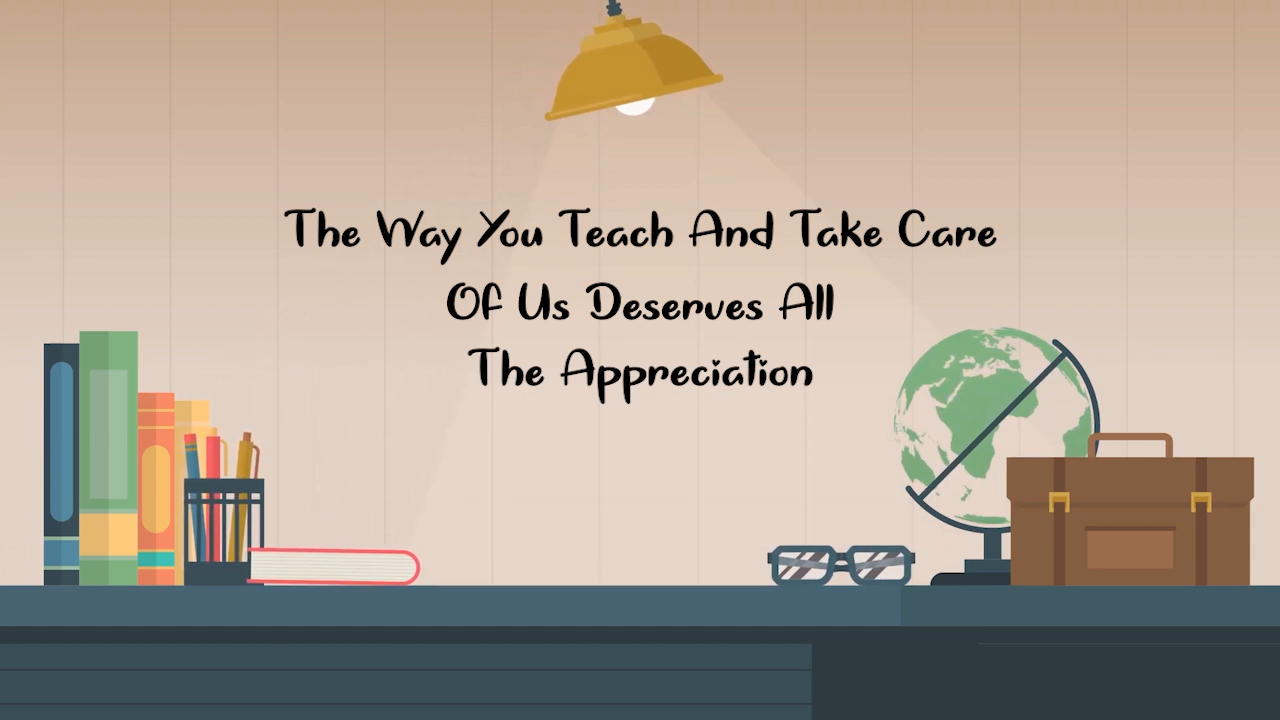 The Way You Teach And Take Care
Of Us Deserves All
The Appreciation